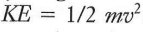 KE = 1/2 mv²